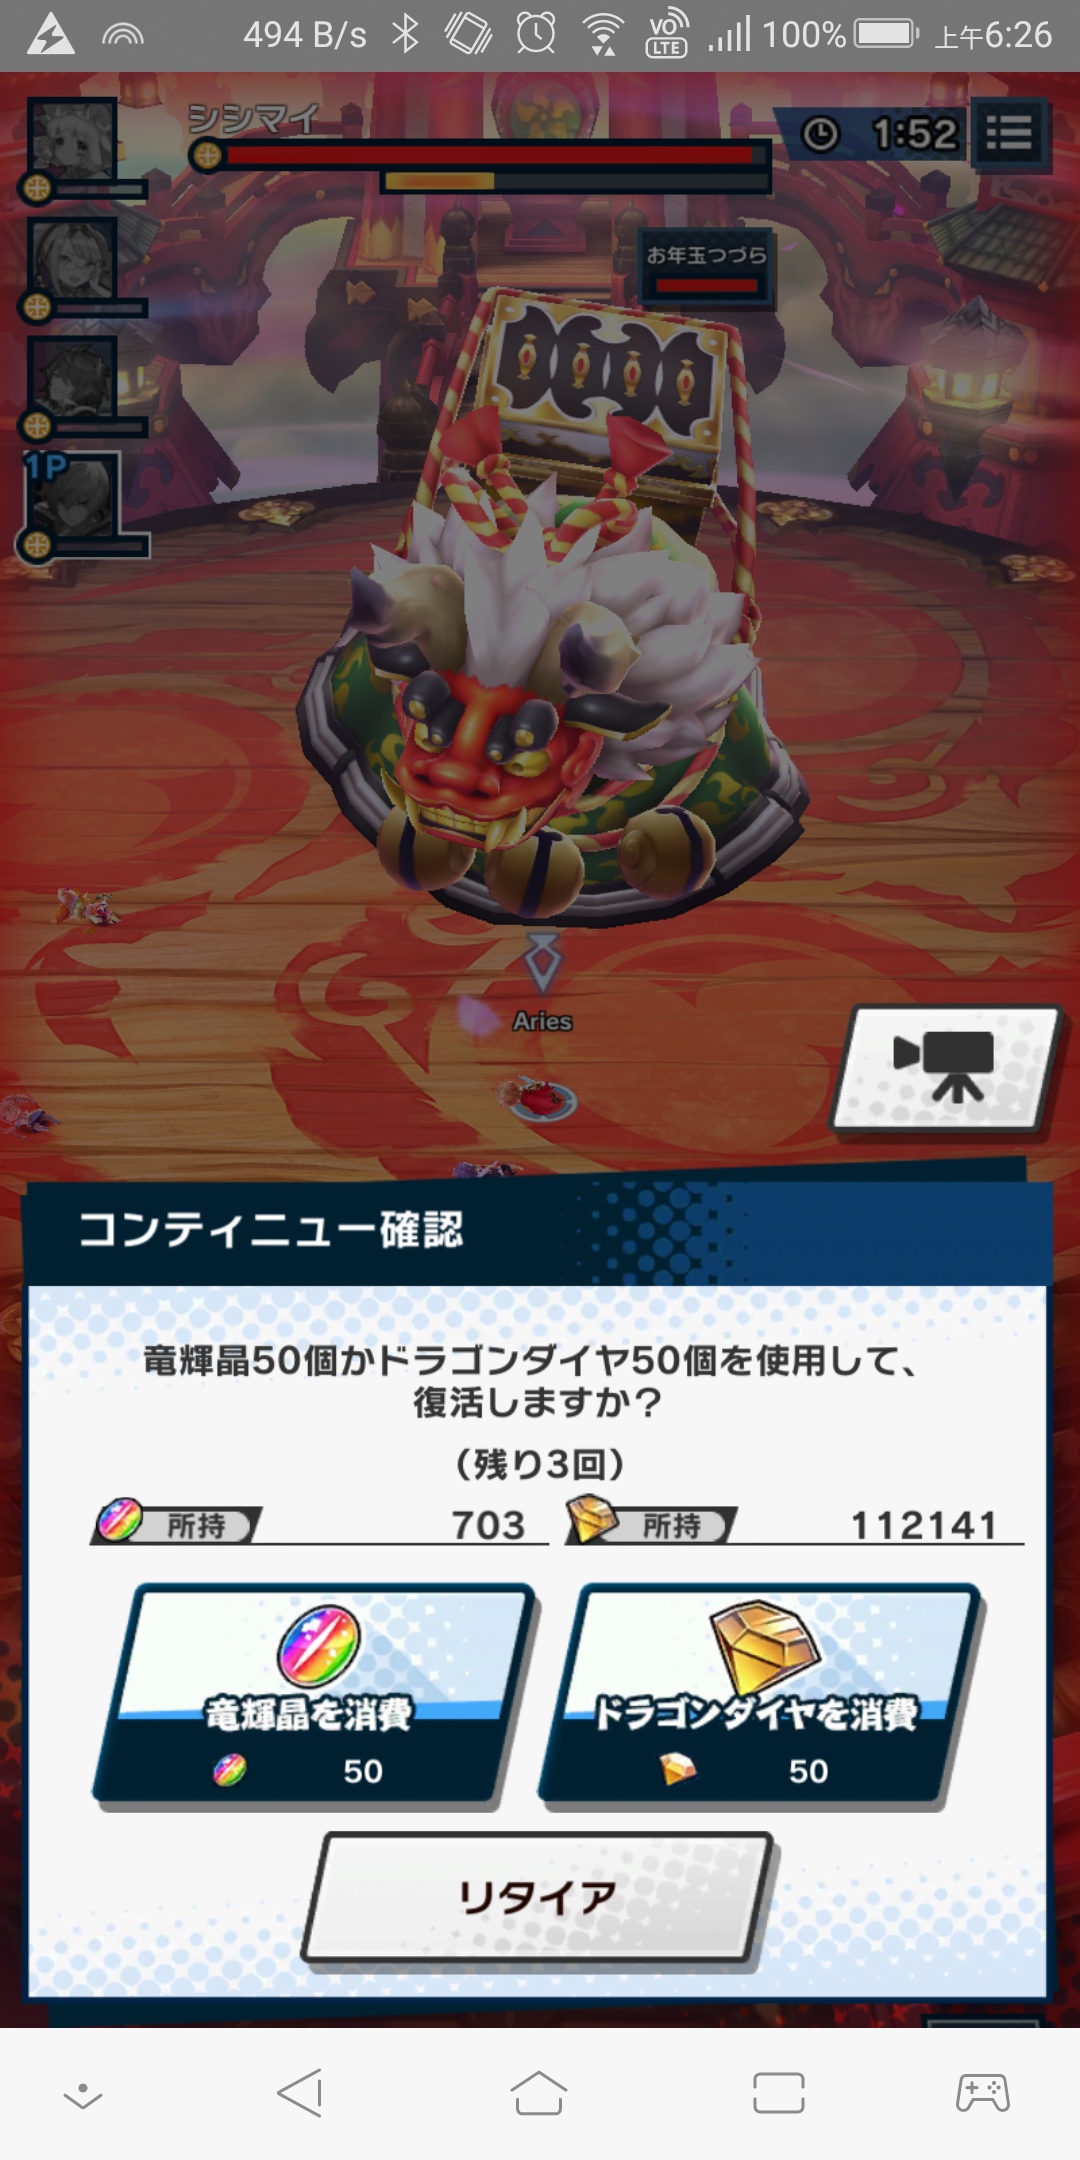 494 B/s
VO
LTE
100%
上午6:26
シシマイ
1:52
お年玉つづら
1P
Aries
コンティニュー確認
竜輝晶50個かドラゴンダイヤ50個を使用して、
復活しますか？
（残り3回）
所持 703
所持 112141
竜輝晶を消費
50
ドラゴンダイヤを消費
50
リタイア